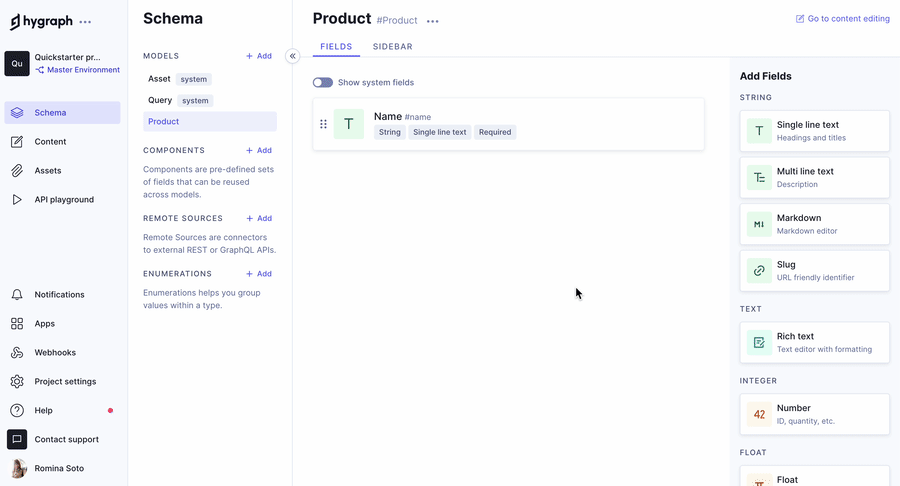 hygraph
Qu
Quickstarter pr...
Master Environment
Schema
Content
Assets
API playground
Notifications
Apps
Webhooks
Project settings
Help
Contact support
Romina Soto
Schema
MODELS
+ Add
Asset system
Query system
Product
COMPONENTS
+ Add
Components are pre-defined sets
of fields that can be reused
across models.
REMOTE SOURCES
+ Add
Remote Sources are connectors
to external REST or GraphQL APIs.
ENUMERATIONS
+ Add
Enumerations helps you group
values within a type.
Product #Product
Go to content editing
FIELDS SIDEBAR
Show system fields
T
Name #name
String Single line text Required
Add Fields
STRING
T
Single line text
Headings and titles
T
Multi line text
Description
M↓
Markdown
Markdown editor
Slug
URL friendly identifier
TEXT
Rich text
Text editor with formatting
INTEGER
42
Number
ID, quantity, etc.
FLOAT
Float